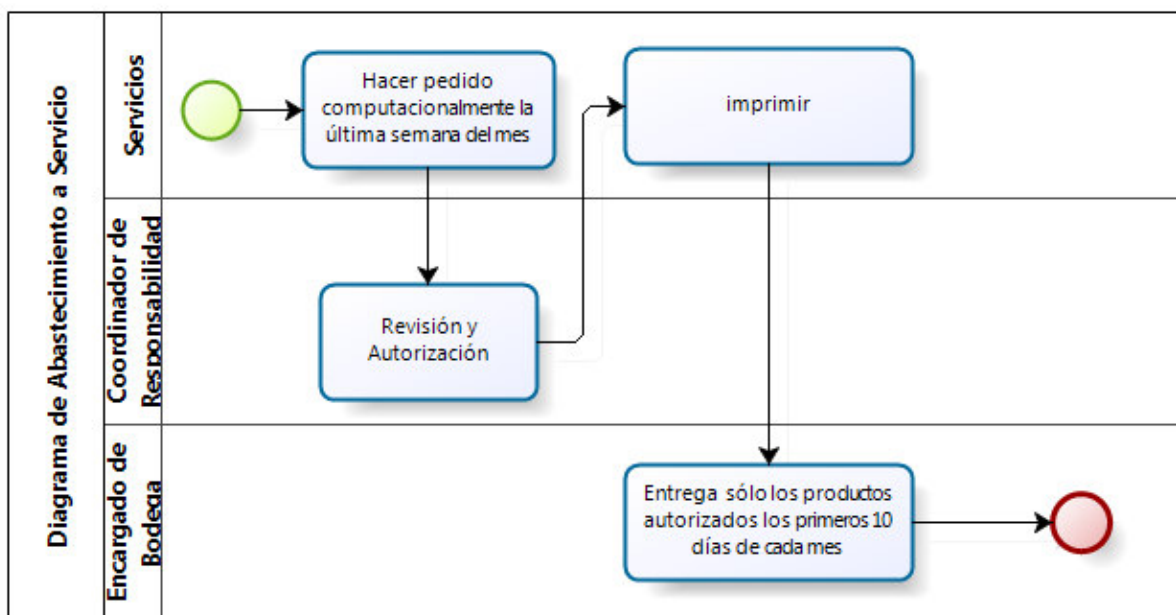 Diagrama de Abastecimiento a Servicio
Servicios
Hacer pedido
computacionalmente la
última semana del mes
imprimir
Coordinador de
Responsabilidad
Revisión y
Autorización
Encargado de
Bodega
Entrega sólo los productos
autorizados los primeros 10
días de cada mes